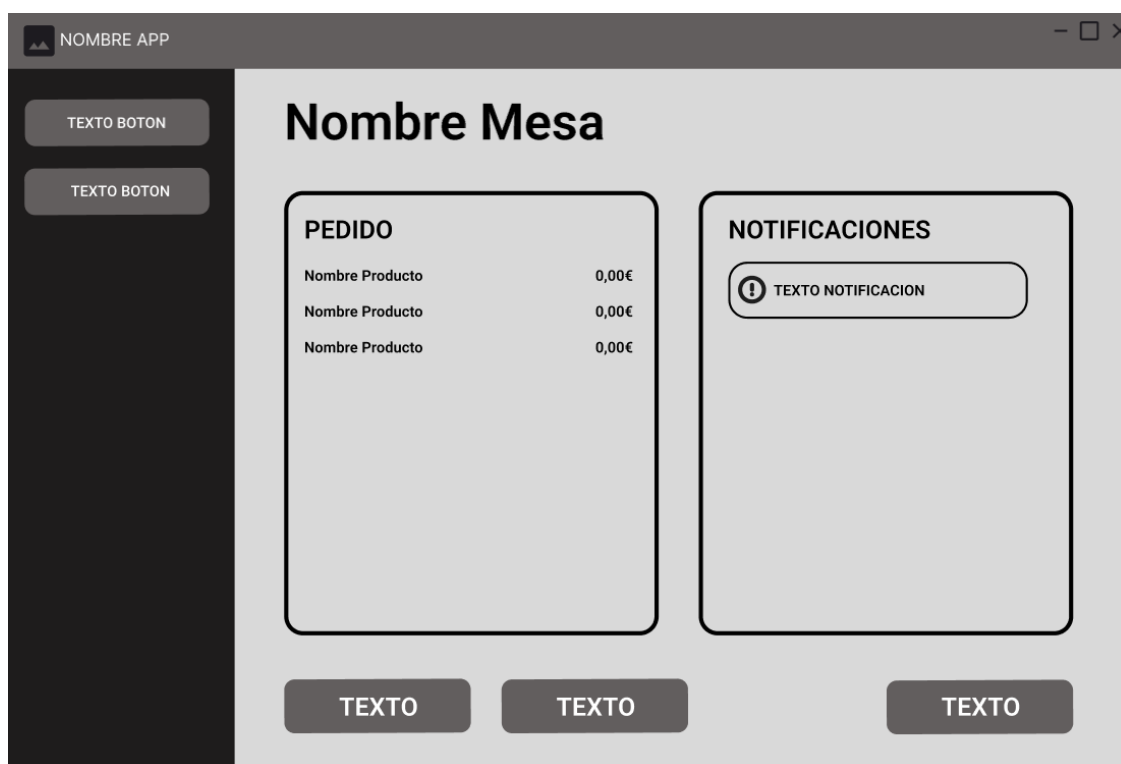 NOMBRE APP
TEXTO BOTON
TEXTO BOTON
Nombre Mesa
PEDIDO
Nombre Producto 0,00€
Nombre Producto 0,00€
Nombre Producto 0,00€
NOTIFICACIONES
TEXTO NOTIFICACION
TEXTO
TEXTO
TEXTO